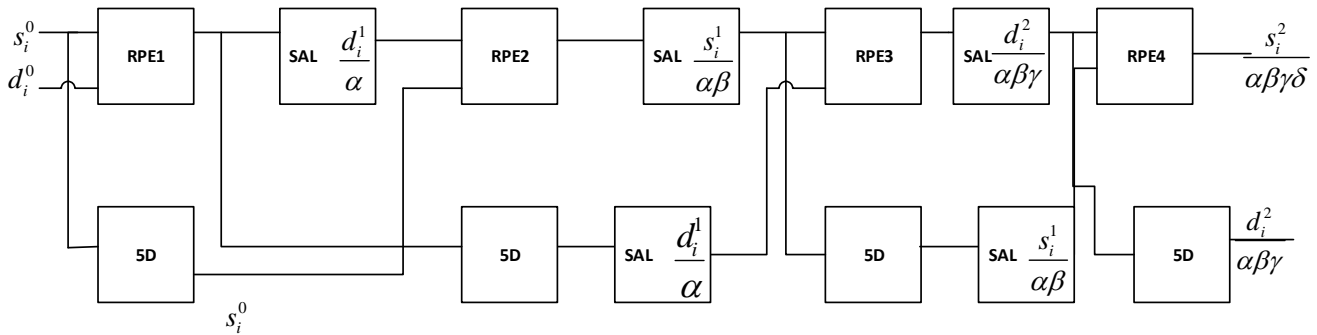 s_i^0
d_i^0
RPE1
SAL d_i^1/α
RPE2
SAL s_i^1/αβ
RPE3
SAL d_i^2/αβγ
RPE4
s_i^2/αβγδ
5D
s_i^0
5D
SAL d_i^1/α
5D
SAL s_i^1/αβ
5D
d_i^2/αβγ